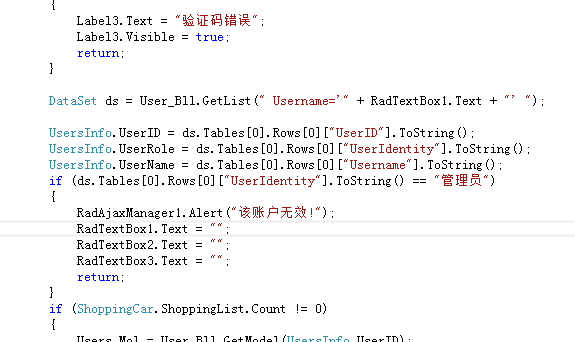 {
Label3.Text = "验证码错误";
Label3.Visible = true;
return;
}
DataSet ds = User_Bll.GetList(" Username='" + RadTextBox1.Text + "' ");
UsersInfo.UserID = ds.Tables[0].Rows[0]["UserID"].ToString();
UsersInfo.UserRole = ds.Tables[0].Rows[0]["UserIdentity"].ToString();
UsersInfo.UserName = ds.Tables[0].Rows[0]["Username"].ToString();
if (ds.Tables[0].Rows[0]["UserIdentity"].ToString() == "管理员")
{
RadAjaxManager1.Alert("该账户无效!");
RadTextBox1.Text = "";
RadTextBox2.Text = "";
RadTextBox3.Text = "";
return;
}
if (ShoppingCar.ShoppingList.Count != 0)
{
Users_Mol = User_Bll.GetModel(UsersInfo.UserID);